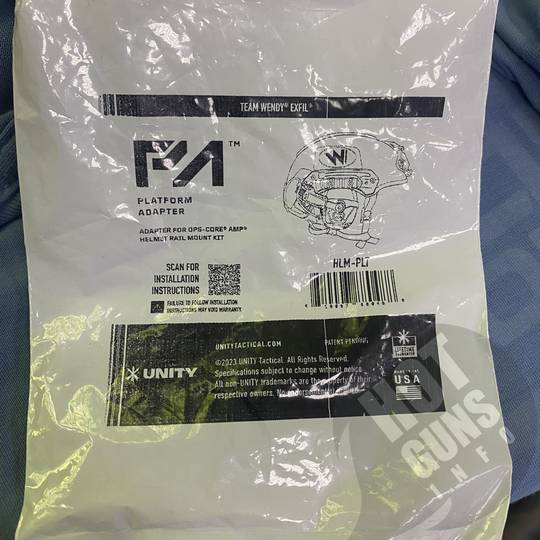 TEAM WENDY® EXFIL®
PA™
PLATFORM
ADAPTER
ADAPTER FOR OPS-CORE® AMP®
HELMET RAIL MOUNT KIT
W
SCAN FOR
INSTALLATION
INSTRUCTIONS
FAILURE TO FOLLOW INSTALLATION
INSTRUCTIONS MAY VOID WARRANTY.
UNITYTACTICAL.COM
PATENT PENDING
©2023 UNITY Tactical. All Rights Reserved.
Specifications subject to change without notice.
All non-UNITY trademarks are the property of their
respective owners. No
UNITY
LIFETIME
MADE IN
USA
HOT
GUNS
INFO